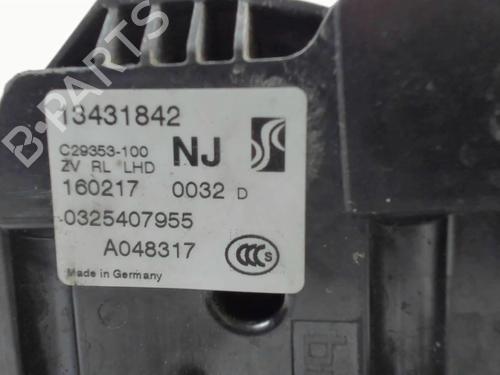 13431842
C29353-100
ZV RL LHD
NJ
160217 0032 D
0325407955
A048317
CCC S
Made in Germany
B-PARTS